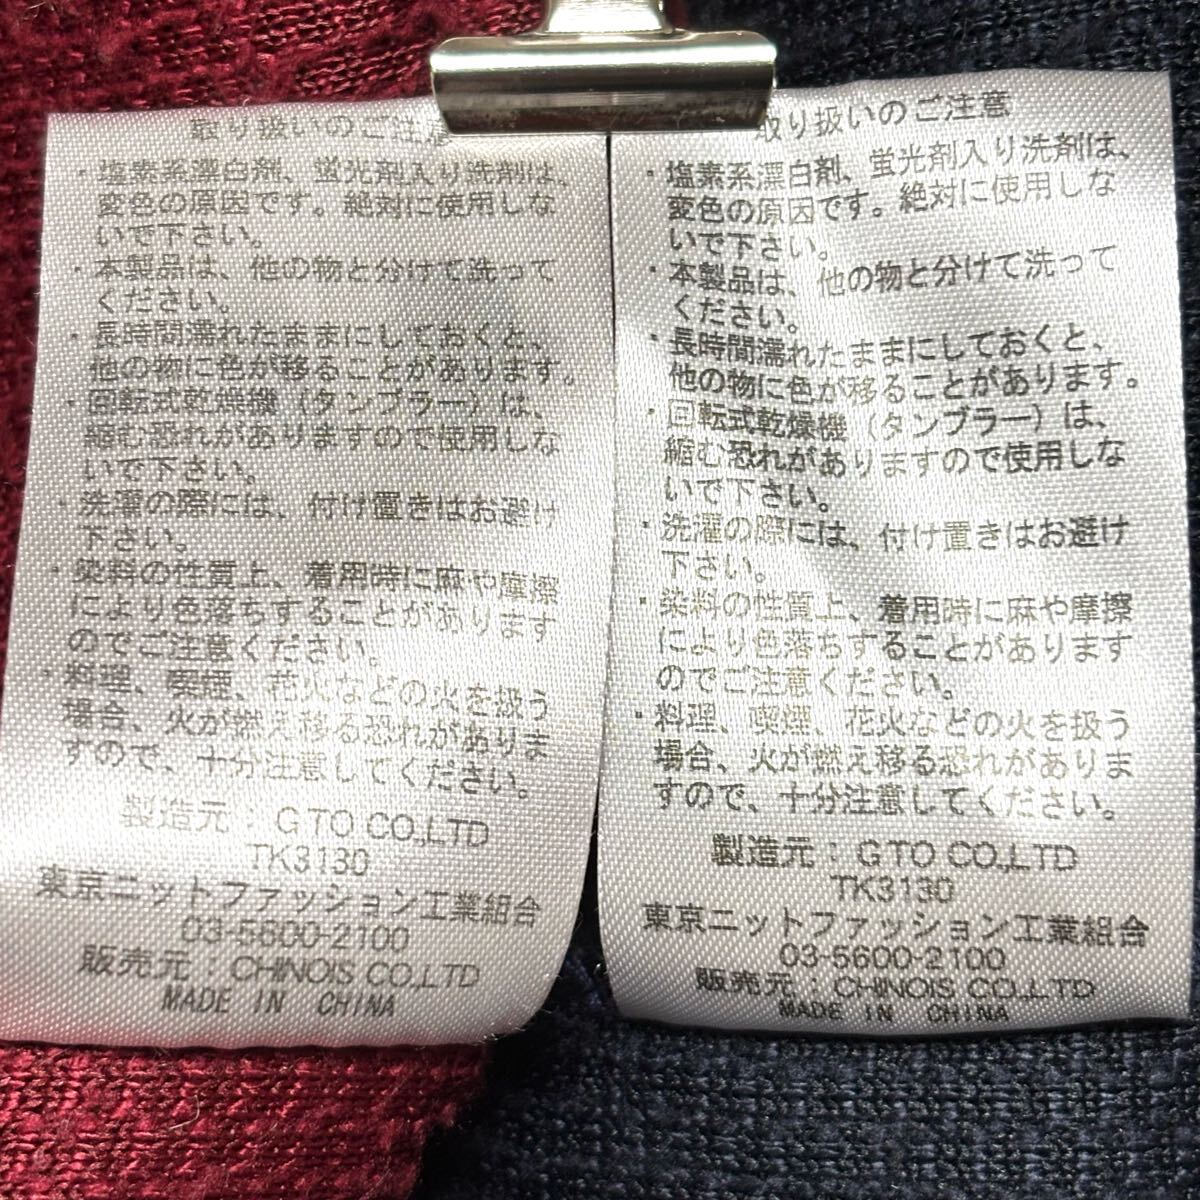 取り扱いのご注意
・塩素系漂白剤、蛍光剤入り洗剤は、
変色の原因です。絶対に使用しな
いで下さい。
・本製品は、他の物と分けて洗って
ください。
・長時間濡れたままにしておくと、
他の物に色が移ることがあります。
・回転式乾燥機（タンブラー）は、
縮む恐れがありますので使用しな
いで下さい。
・洗濯の際には、付け置きはお避け
下さい。
・染料の性質上、着用時に麻や摩擦
により色落ちすることがあります
のでご注意ください。
・料理、喫煙、花火などの火を扱う
場合、火が燃え移る恐れがありま
すので、十分注意してください。
製造元：GTO CO.,LTD
TK3130
東京ニットファッション工業組合
03-5600-2100
販売元：CHINOIS CO.,LTD
MADE IN CHINA
取り扱いのご注意
・塩素系漂白剤、蛍光剤入り洗剤は、
変色の原因です。絶対に使用しな
いで下さい。
・本製品は、他の物と分けて洗って
ください。
・長時間濡れたままにしておくと、
他の物に色が移ることがあります。
・回転式乾燥機（タンブラー）は、
縮む恐れがありますので使用しな
いで下さい。
・洗濯の際には、付け置きはお避け
下さい。
・染料の性質上、着用時に麻や摩擦
により色落ちすることがあります
のでご注意ください。
・料理、喫煙、花火などの火を扱う
場合、火が燃え移る恐れがありま
すので、十分注意してください。
製造元：GTO CO.,LTD
TK3130
東京ニットファッション工業組合
03-5600-2100
販売元：CHINOIS CO.,LTD
MADE IN CHINA